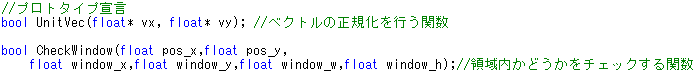 //プロトタイプ宣言
bool UnitVec(float* vx, float* vy); //ベクトルの正規化を行う関数
bool CheckWindow(float pos_x,float pos_y,
float window_x,float window_y,float window_w,float window_h);//領域内かどうかをチェックする関数